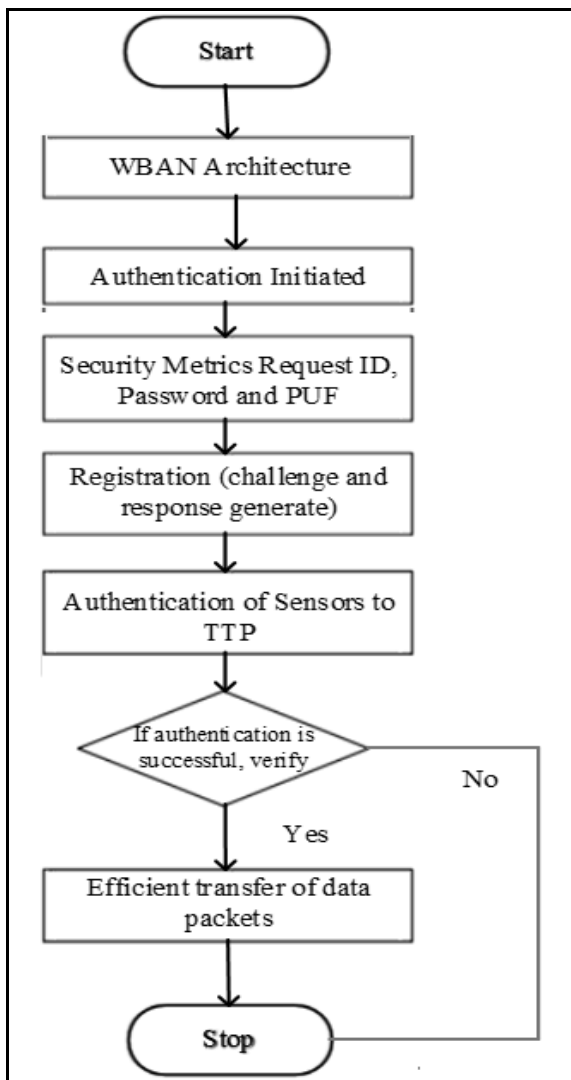 Start
WBAN Architecture
Authentication Initiated
Security Metrics Request ID,
Password and PUF
Registration (challenge and
response generate)
Authentication of Sensors to
TTP
If authentication is
successful, verify
No
Yes
Efficient transfer of data
packets
Stop